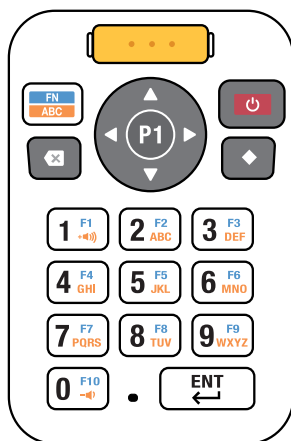 FN
ABC
P1
1 F1
2 F2 ABC
3 F3 DEF
4 F4 GHI
5 F5 JKL
6 F6 MNO
7 F7 PQRS
8 F8 TUV
9 F9 WXYZ
0 F10
.
ENT